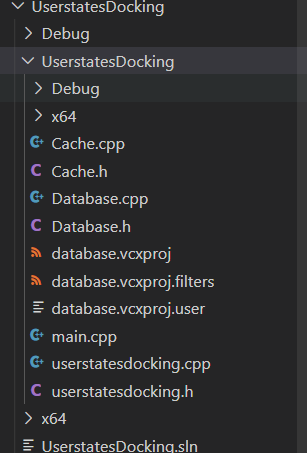 UserstatesDocking
Debug
UserstatesDocking
Debug
x64
Cache.cpp
Cache.h
Database.cpp
Database.h
database.vcxproj
database.vcxproj.filters
database.vcxproj.user
main.cpp
userstatesdocking.cpp
userstatesdocking.h
x64
UserstatesDocking.sln